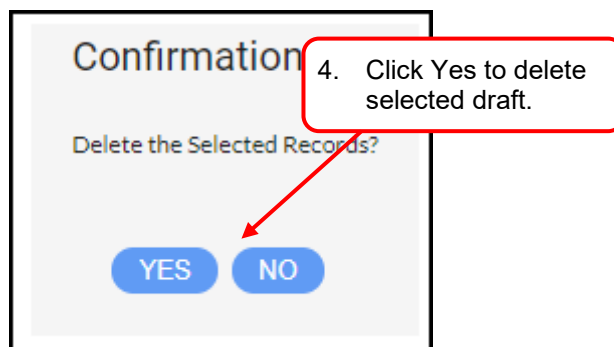 Confirmation
4. Click Yes to delete
selected draft.
Delete the Selected Records?
YES NO